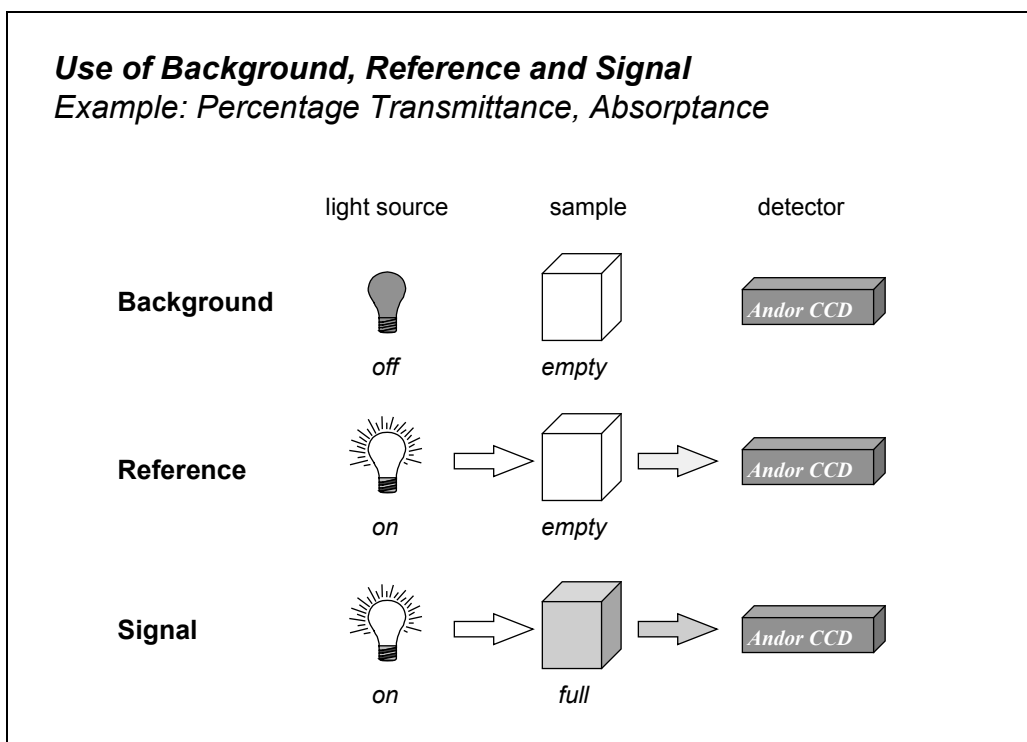 Use of Background, Reference and Signal
Example: Percentage Transmittance, Absorptance
light source sample detector
Background
Andor CCD
off empty
Reference
Andor CCD
on empty
Signal
Andor CCD
on full